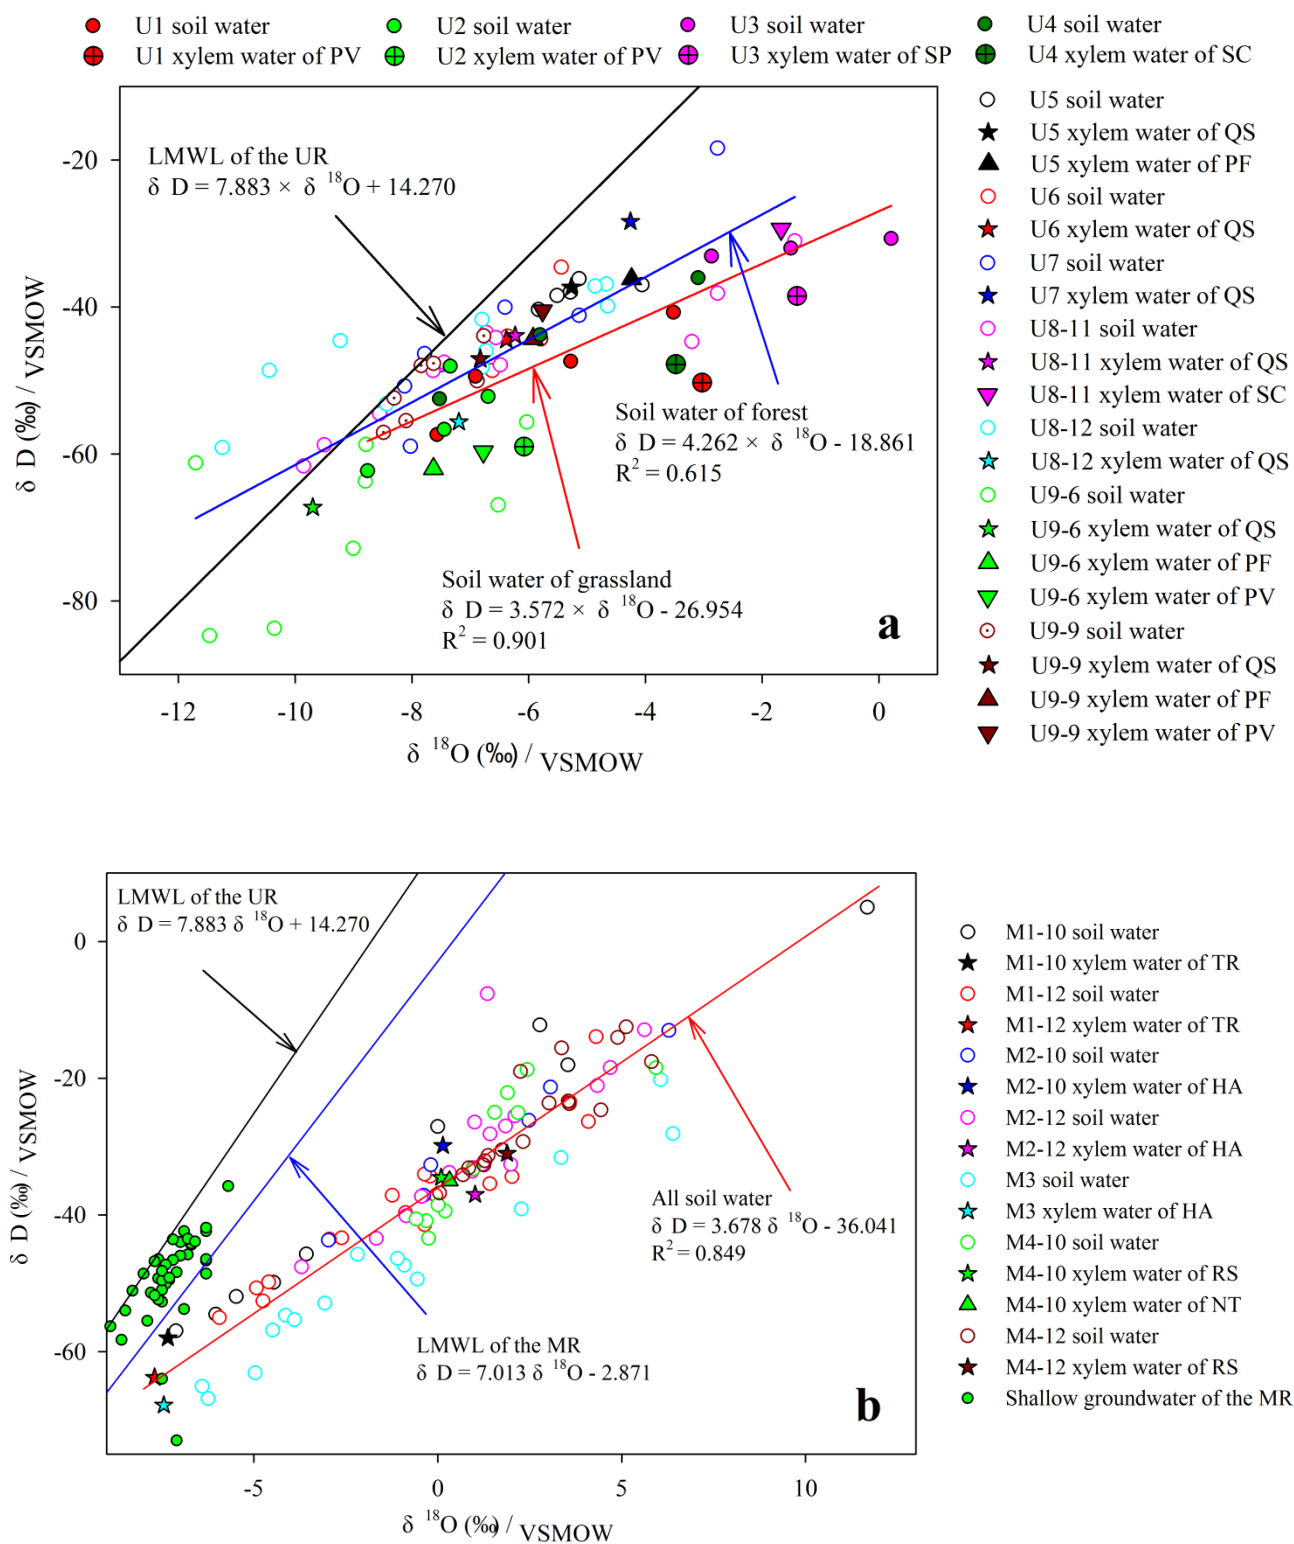 U1 soil water
U2 soil water
U3 soil water
U4 soil water
U1 xylem water of PV
U2 xylem water of PV
U3 xylem water of SP
U4 xylem water of SC
LMWL of the UR
δ D = 7.883 × δ ¹⁸O + 14.270
Soil water of forest
δ D = 4.262 × δ ¹⁸O - 18.861
R² = 0.615
Soil water of grassland
δ D = 3.572 × δ ¹⁸O - 26.954
R² = 0.901
a
-20
-40
-60
-80
δ D (‰) / VSMOW
-12
-10
-8
-6
-4
-2
0
δ ¹⁸O (‰) / VSMOW
U5 soil water
U5 xylem water of QS
U5 xylem water of PF
U6 soil water
U6 xylem water of QS
U7 soil water
U7 xylem water of QS
U8-11 soil water
U8-11 xylem water of QS
U8-11 xylem water of SC
U8-12 soil water
U8-12 xylem water of QS
U9-6 soil water
U9-6 xylem water of QS
U9-6 xylem water of PF
U9-6 xylem water of PV
U9-9 soil water
U9-9 xylem water of QS
U9-9 xylem water of PF
U9-9 xylem water of PV
LMWL of the UR
δ D = 7.883 δ ¹⁸O + 14.270
All soil water
δ D = 3.678 δ ¹⁸O - 36.041
R² = 0.849
LMWL of the MR
δ D = 7.013 δ ¹⁸O - 2.871
b
0
-20
-40
-60
δ D (‰) / VSMOW
-5
0
5
10
δ ¹⁸O (‰) / VSMOW
M1-10 soil water
M1-10 xylem water of TR
M1-12 soil water
M1-12 xylem water of TR
M2-10 soil water
M2-10 xylem water of HA
M2-12 soil water
M2-12 xylem water of HA
M3 soil water
M3 xylem water of HA
M4-10 soil water
M4-10 xylem water of RS
M4-10 xylem water of NT
M4-12 soil water
M4-12 xylem water of RS
Shallow groundwater of the MR